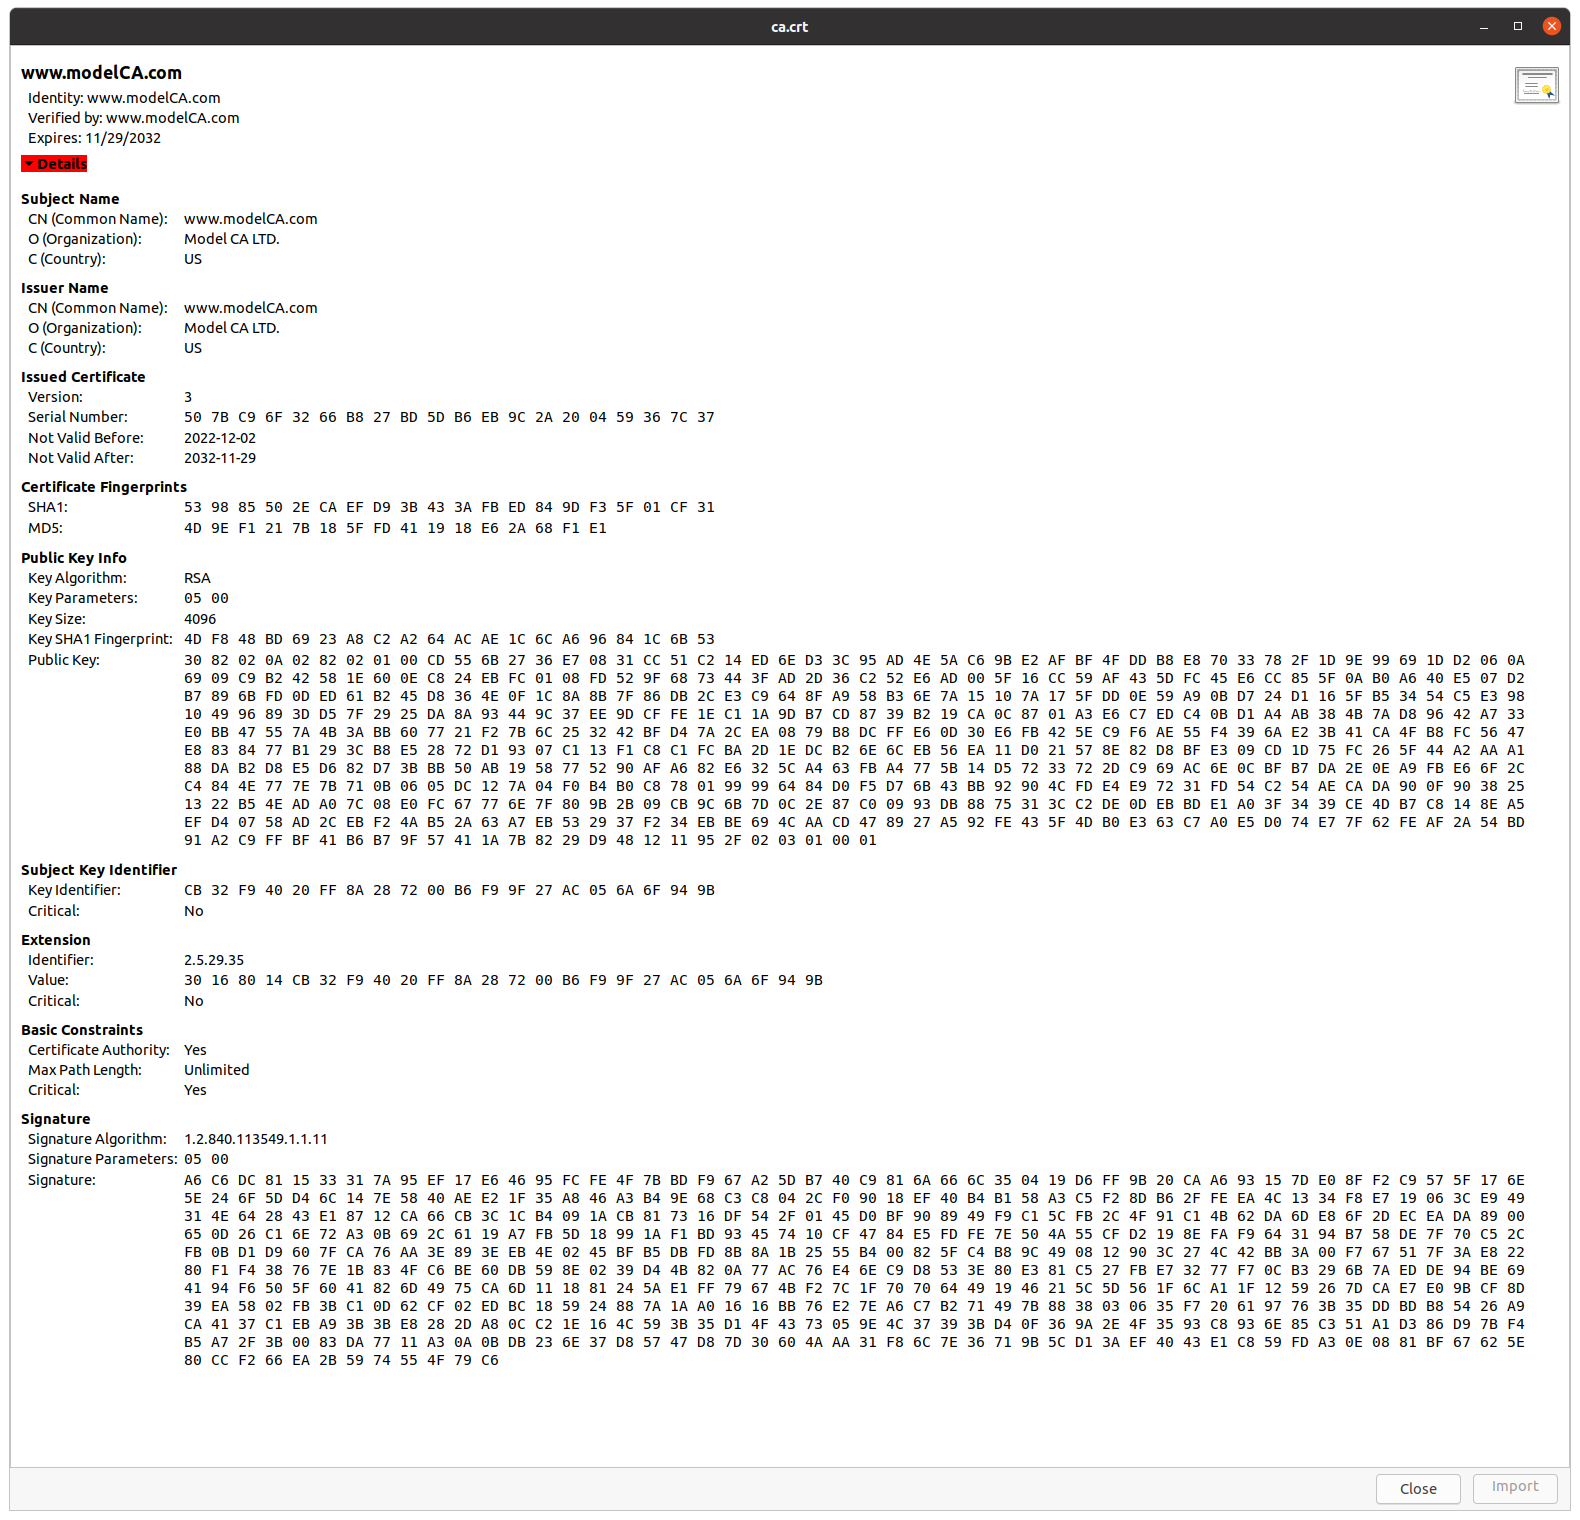 ca.crt
www.modelCA.com
Identity: www.modelCA.com
Verified by: www.modelCA.com
Expires: 11/29/2032
Details
Subject Name
CN (Common Name): www.modelCA.com
O (Organization): Model CA LTD.
C (Country): US
Issuer Name
CN (Common Name): www.modelCA.com
O (Organization): Model CA LTD.
C (Country): US
Issued Certificate
Version: 3
Serial Number: 50 7B C9 6F 32 66 B8 27 BD 5D B6 EB 9C 2A 20 04 59 36 7C 37
Not Valid Before: 2022-12-02
Not Valid After: 2032-11-29
Certificate Fingerprints
SHA1: 53 98 85 50 2E CA EF D9 3B 43 3A FB ED 84 9D F3 5F 01 CF 31
MD5: 4D 9E F1 21 7B 18 5F FD 41 19 18 E6 2A 68 F1 E1
Public Key Info
Key Algorithm: RSA
Key Parameters: 05 00
Key Size: 4096
Key SHA1 Fingerprint: 4D F8 48 BD 69 23 A8 C2 A2 64 AC AE 1C 6C A6 96 84 1C 6B 53
Public Key: 30 82 02 0A 02 82 02 01 00 CD 55 6B 27 36 E7 08 31 CC 51 C2 14 ED 6E D3 3C 95 AD 4E 5A C6 9B E2 AF BF 4F DD B8 E8 70 33 78 2F 1D 9E 99 69 1D D2 06 0A
69 09 C9 B2 42 58 1E 60 0E C8 24 EB FC 01 08 FD 52 9F 68 73 44 3F AD 2D 36 C2 52 E6 AD 00 5F 16 CC 59 AF 43 5D FC 45 E6 CC 85 5F 0A B0 A6 40 E5 07 D2
B7 89 6B FD 0D ED 61 B2 45 D8 36 4E 0F 1C 8A 8B 7F 86 DB 2C E3 C9 64 8F A9 58 B3 6E 7A 15 10 7A 17 5F DD 0E 59 A9 0B D7 24 D1 16 5F B5 34 54 C5 E3 98
10 49 96 89 3D D5 7F 29 25 DA 8A 93 44 9C 37 EE 9D CF FE 1E C1 1A 9D B7 CD 87 39 B2 19 CA 0C 87 01 A3 E6 C7 ED C4 0B D1 A4 AB 38 4B 7A D8 96 42 A7 33
E0 BB 47 55 7A 4B 3A BB 60 77 21 F2 7B 6C 25 32 42 BF D4 7A 2C EA 08 79 B8 DC FF E6 0D 30 E6 FB 42 5E C9 F6 AE 55 F4 39 6A E2 3B 41 CA 4F B8 FC 56 47
E8 83 84 77 B1 29 3C B8 E5 28 72 D1 93 07 C1 13 F1 C8 C1 FC BA 2D 1E DC B2 6E 6C EB 56 EA 11 D0 21 57 8E 82 D8 BF E3 09 CD 1D 75 FC 26 5F 44 A2 AA A1
88 DA B2 D8 E5 D6 82 D7 3B BB 50 AB 19 58 77 52 90 AF A6 82 E6 32 5C A4 63 FB A4 77 5B 14 D5 72 33 72 2D C9 69 AC 6E 0C BF B7 DA 2E 0E A9 FB E6 6F 2C
C4 84 4E 77 7E 7B 71 0B 06 05 DC 12 7A 04 F0 B4 B0 C8 78 01 99 99 64 84 D0 F5 D7 6B 43 BB 92 90 4C FD E4 E9 72 31 FD 54 C2 54 AE CA DA 90 0F 90 38 25
13 22 B5 4E AD A0 7C 08 E0 FC 67 77 6E 7F 80 9B 2B 09 CB 9C 6B 7D 0C 2E 87 C0 09 93 DB 88 75 31 3C C2 DE 0D EB BD E1 A0 3F 34 39 CE 4D B7 C8 14 8E A5
EF D4 07 58 AD 2C EB F2 4A B5 2A 63 A7 EB 53 29 37 F2 34 EB BE 69 4C AA CD 47 89 27 A5 92 FE 43 5F 4D B0 E3 63 C7 A0 E5 D0 74 E7 7F 62 FE AF 2A 54 BD
91 A2 C9 FF BF 41 B6 B7 9F 57 41 1A 7B 82 29 D9 48 12 11 95 2F 02 03 01 00 01
Subject Key Identifier
Key Identifier: CB 32 F9 40 20 FF 8A 28 72 00 B6 F9 9F 27 AC 05 6A 6F 94 9B
Critical: No
Extension
Identifier: 2.5.29.35
Value: 30 16 80 14 CB 32 F9 40 20 FF 8A 28 72 00 B6 F9 9F 27 AC 05 6A 6F 94 9B
Critical: No
Basic Constraints
Certificate Authority: Yes
Max Path Length: Unlimited
Critical: Yes
Signature
Signature Algorithm: 1.2.840.113549.1.1.11
Signature Parameters: 05 00
Signature: A6 C6 DC 81 15 33 31 7A 95 EF 17 E6 46 95 FC FE 4F 7B BD F9 67 A2 5D B7 40 C9 81 6A 66 6C 35 04 19 D6 FF 9B 20 CA A6 93 15 7D E0 8F F2 C9 57 5F 17 6E
5E 24 6F 5D D4 6C 14 7E 58 40 AE E2 1F 35 A8 46 A3 B4 9E 68 C3 C8 04 2C F0 90 18 EF 40 B4 B1 58 A3 C5 F2 8D B6 2F FE EA 4C 13 34 F8 E7 19 06 3C E9 49
31 4E 64 28 43 E1 87 12 CA 66 CB 3C 1C B4 09 1A CB 81 73 16 DF 54 2F 01 45 D0 BF 90 89 49 F9 C1 5C FB 2C 4F 91 C1 4B 62 DA 6D E8 6F 2D EC EA DA 89 00
65 0D 26 C1 6E 72 A3 0B 69 2C 61 19 A7 FB 5D 18 99 1A F1 BD 93 45 74 10 CF 47 84 E5 FD FE 7E 50 4A 55 CF D2 19 8E FA F9 64 31 94 B7 58 DE 7F 70 C5 2C
FB 0B D1 D9 60 7F CA 76 AA 3E 89 3E EB 4E 02 45 BF B5 DB FD 8B 8A 1B 25 55 B4 00 82 5F C4 B8 9C 49 08 12 90 3C 27 4C 42 BB 3A 00 F7 67 51 7F 3A E8 22
80 F1 F4 38 76 7E 1B 83 4F C6 BE 60 DB 59 8E 02 39 D4 4B 82 0A 77 AC 76 E4 6E C9 D8 53 3E 80 E3 81 C5 27 FB E7 32 77 F7 0C B3 29 6B 7A ED DE 94 BE 69
41 94 F6 50 5F 60 41 82 6D 49 75 CA 6D 11 18 81 24 5A E1 FF 79 67 4B F2 7C 1F 70 70 64 49 19 46 21 5C 5D 56 1F 6C A1 1F 12 59 26 7D CA E7 E0 9B CF 8D
39 EA 58 02 FB 3B C1 0D 62 CF 02 ED BC 18 59 24 88 7A 1A A0 16 16 BB 76 E2 7E A6 C7 B2 71 49 7B 88 38 03 06 35 F7 20 61 97 76 3B 35 DD BD B8 54 26 A9
CA 41 37 C1 EB A9 3B 3B E8 28 2D A8 0C C2 1E 16 4C 59 3B 35 D1 4F 43 73 05 9E 4C 37 39 3B D4 0F 36 9A 2E 4F 35 93 C8 93 6E 85 C3 51 A1 D3 86 D9 7B F4
B5 A7 2F 3B 00 83 DA 77 11 A3 0A 0B DB 23 6E 37 D8 57 47 D8 7D 30 60 4A AA 31 F8 6C 7E 36 71 9B 5C D1 3A EF 40 43 E1 C8 59 FD A3 0E 08 81 BF 67 62 5E
80 CC F2 66 EA 2B 59 74 55 4F 79 C6
Close Import